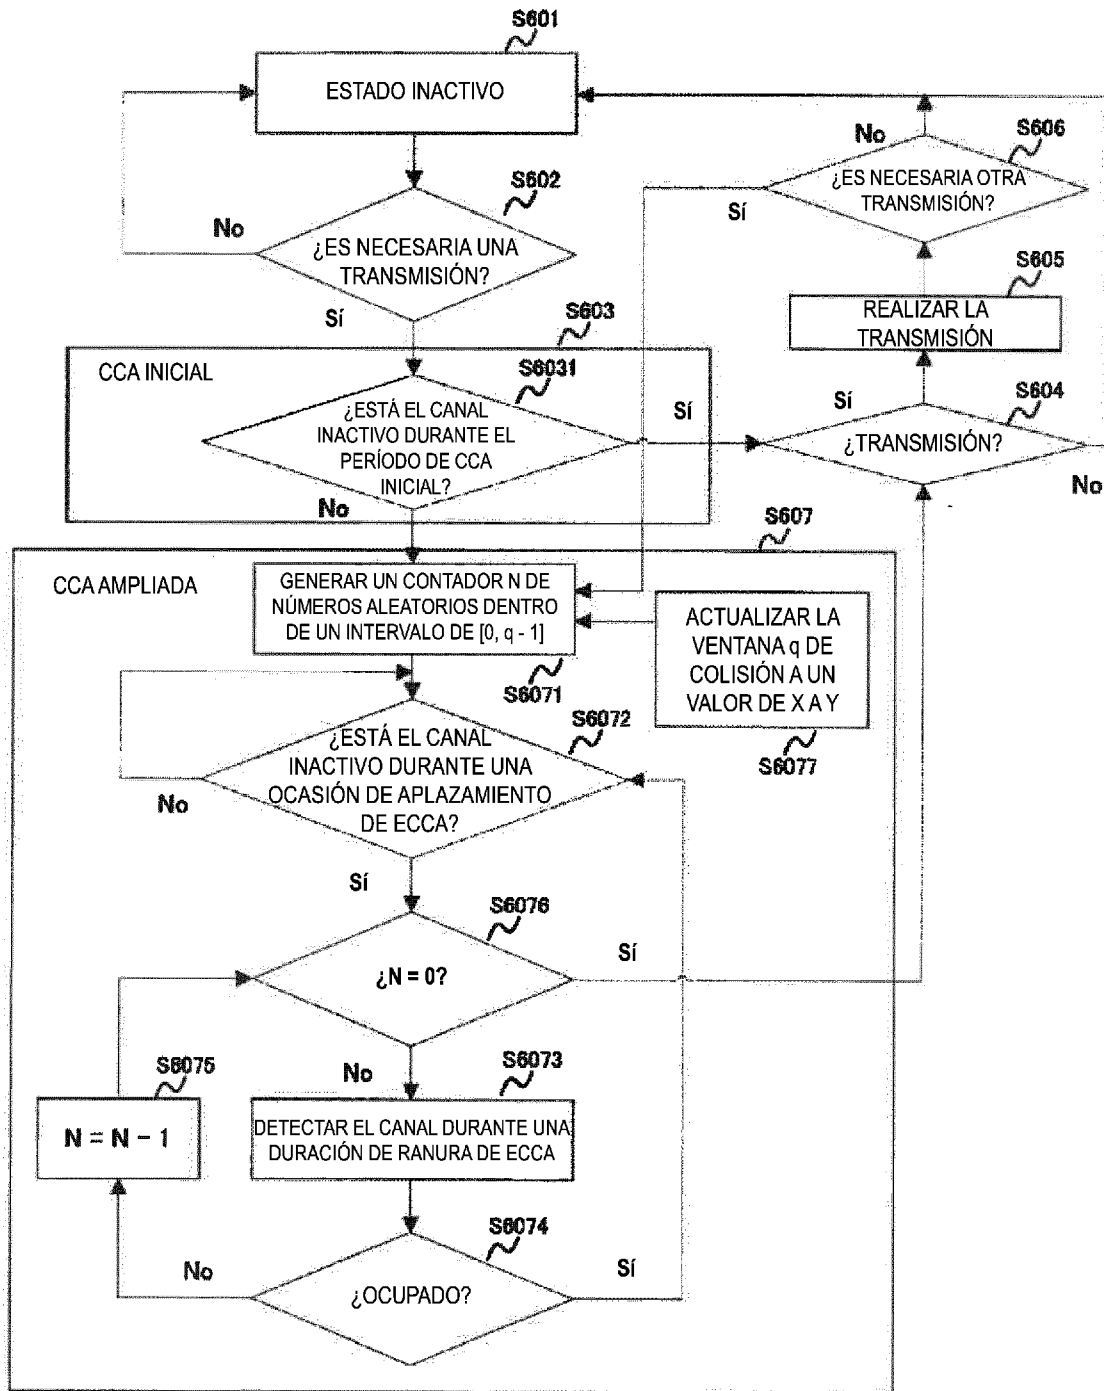 S601
ESTADO INACTIVO
No
S606
¿ES NECESARIA OTRA
TRANSMISIÓN?
Sí
S602
No
¿ES NECESARIA UNA
TRANSMISIÓN?
Sí
S605
REALIZAR LA
TRANSMISIÓN
S603
CCA INICIAL
S6031
¿ESTÁ EL CANAL
INACTIVO DURANTE EL
PERÍODO DE CCA
INICIAL?
Sí
No
Sí
S604
¿TRANSMISIÓN?
No
S607
CCA AMPLIADA
GENERAR UN CONTADOR N DE
NÚMEROS ALEATORIOS DENTRO
DE UN INTERVALO DE [0, q - 1]
S6071
ACTUALIZAR LA
VENTANA q DE
COLISIÓN A UN
VALOR DE X A Y
S6077
S6072
¿ESTÁ EL CANAL
INACTIVO DURANTE UNA
OCASIÓN DE APLAZAMIENTO
DE ECCA?
No
Sí
S6076
¿N = 0?
Sí
No
S6075
N = N - 1
S6073
DETECTAR EL CANAL DURANTE UNA
DURACIÓN DE RANURA DE ECCA
S6074
No
¿OCUPADO?
Sí